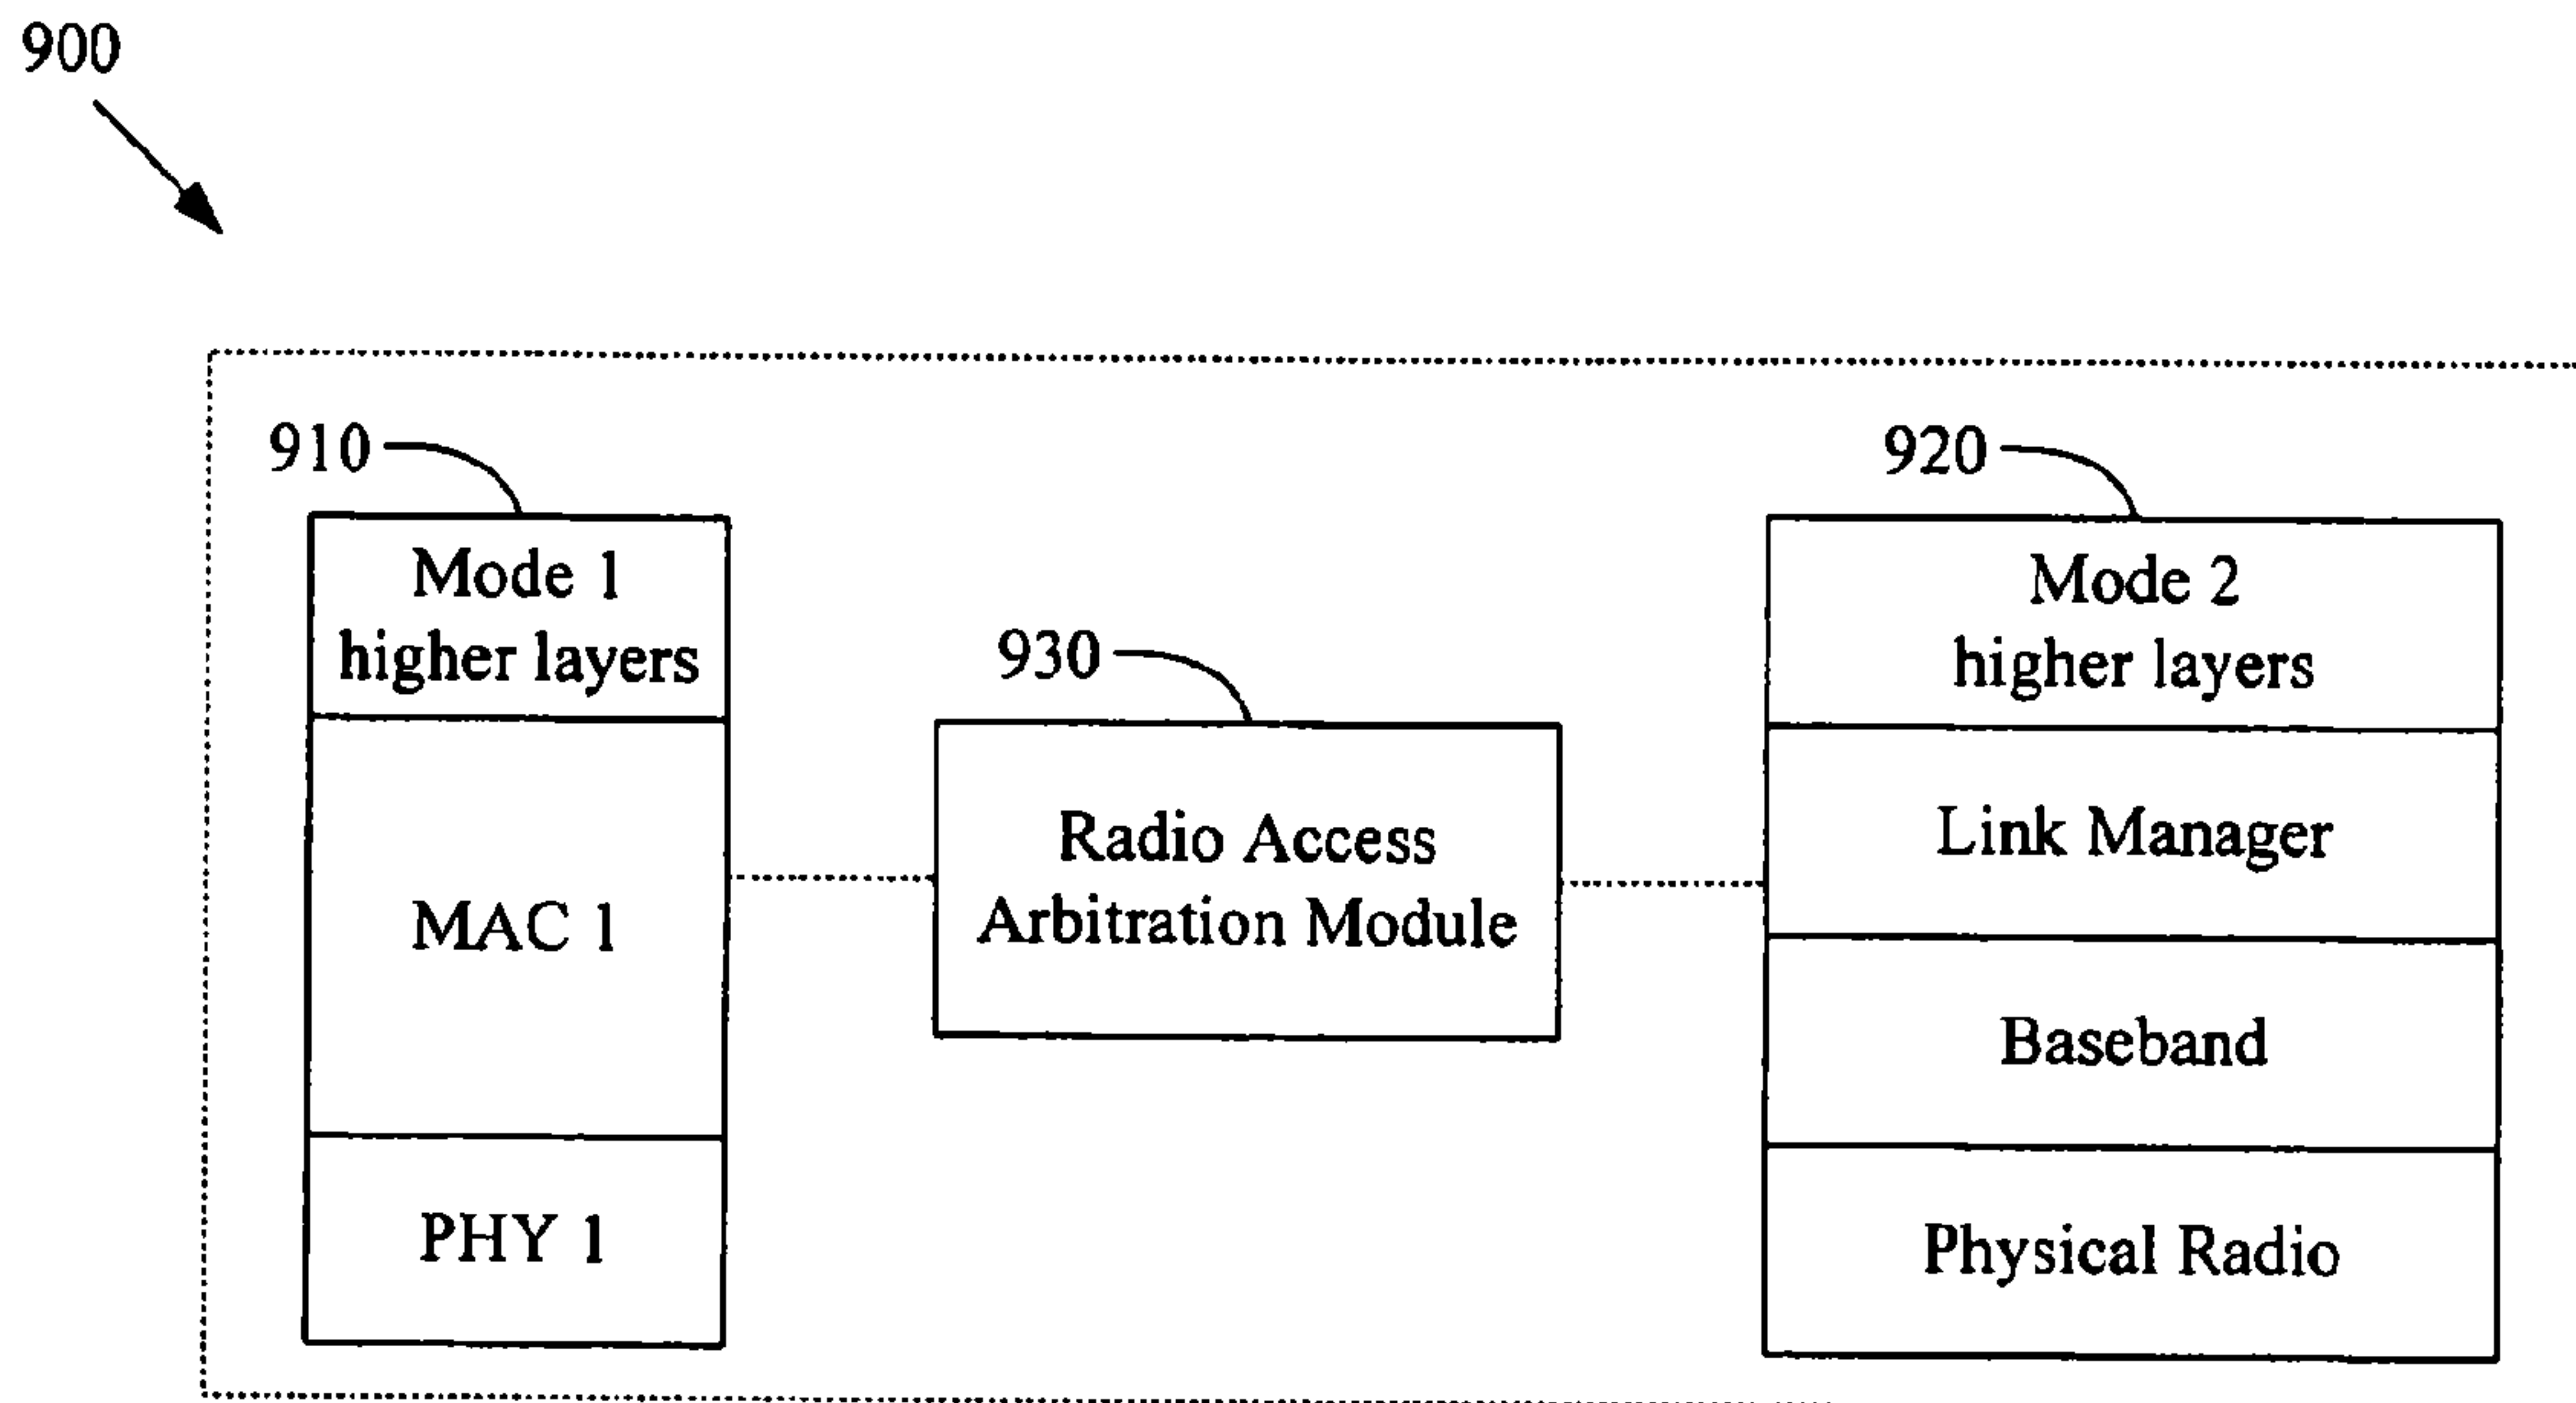 900
910
Mode 1
higher layers
MAC 1
PHY 1
930
Radio Access
Arbitration Module
920
Mode 2
higher layers
Link Manager
Baseband
Physical Radio